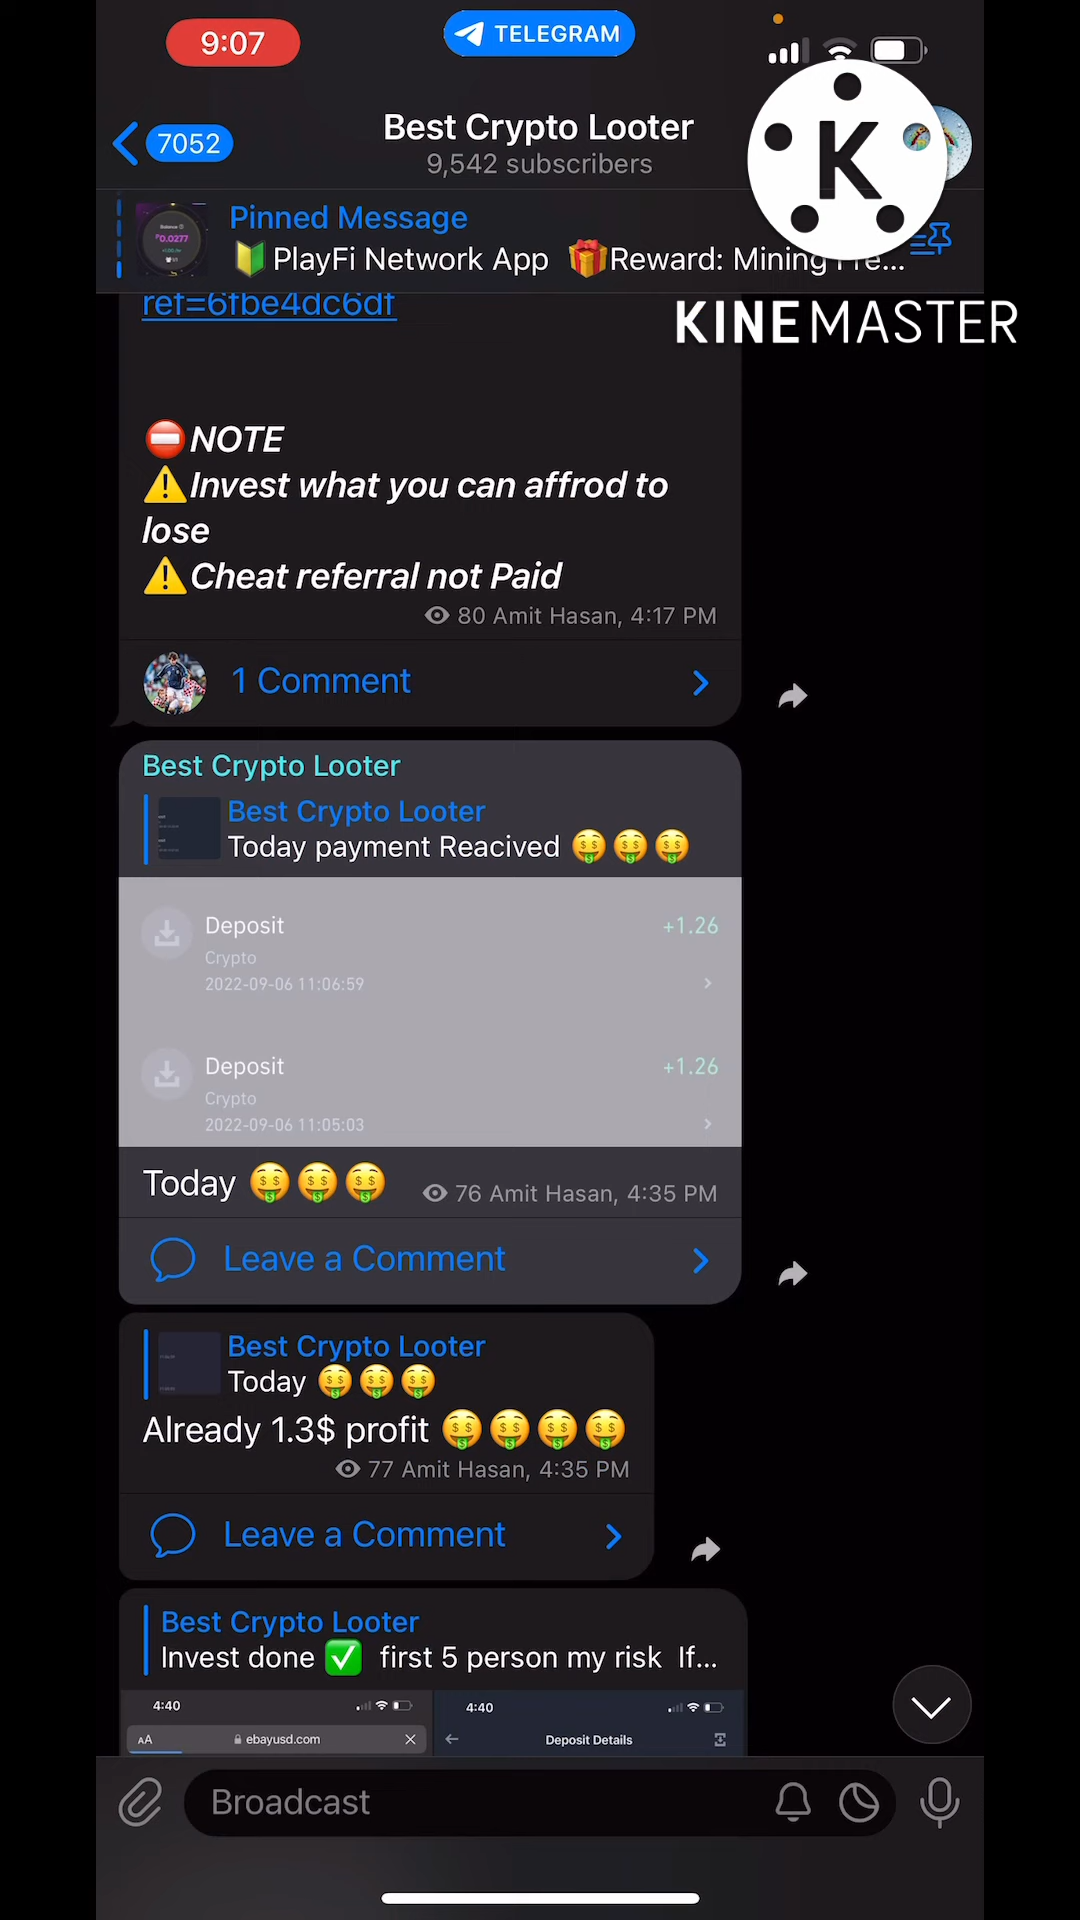 9:07
TELEGRAM
7052
Best Crypto Looter
9,542 subscribers
K
Pinned Message
🔰PlayFi Network App 🎁Reward: Mining Fre...
KINEMASTER
ref=6fbe4dc6df
⛔NOTE
⚠️Invest what you can affrod to
lose
⚠️Cheat referral not Paid
80 Amit Hasan, 4:17 PM
1 Comment
Best Crypto Looter
Best Crypto Looter
Today payment Reacived 🤑🤑🤑
Deposit +1.26
Crypto
2022-09-06 11:06:59
Deposit +1.26
Crypto
2022-09-06 11:05:03
Today 🤑🤑🤑 76 Amit Hasan, 4:35 PM
Leave a Comment
Best Crypto Looter
Today 🤑🤑🤑
Already 1.3$ profit 🤑🤑🤑🤑
77 Amit Hasan, 4:35 PM
Leave a Comment
Best Crypto Looter
Invest done ✅ first 5 person my risk If...
4:40 4:40
AA ebayusd.com Deposit Details
Broadcast